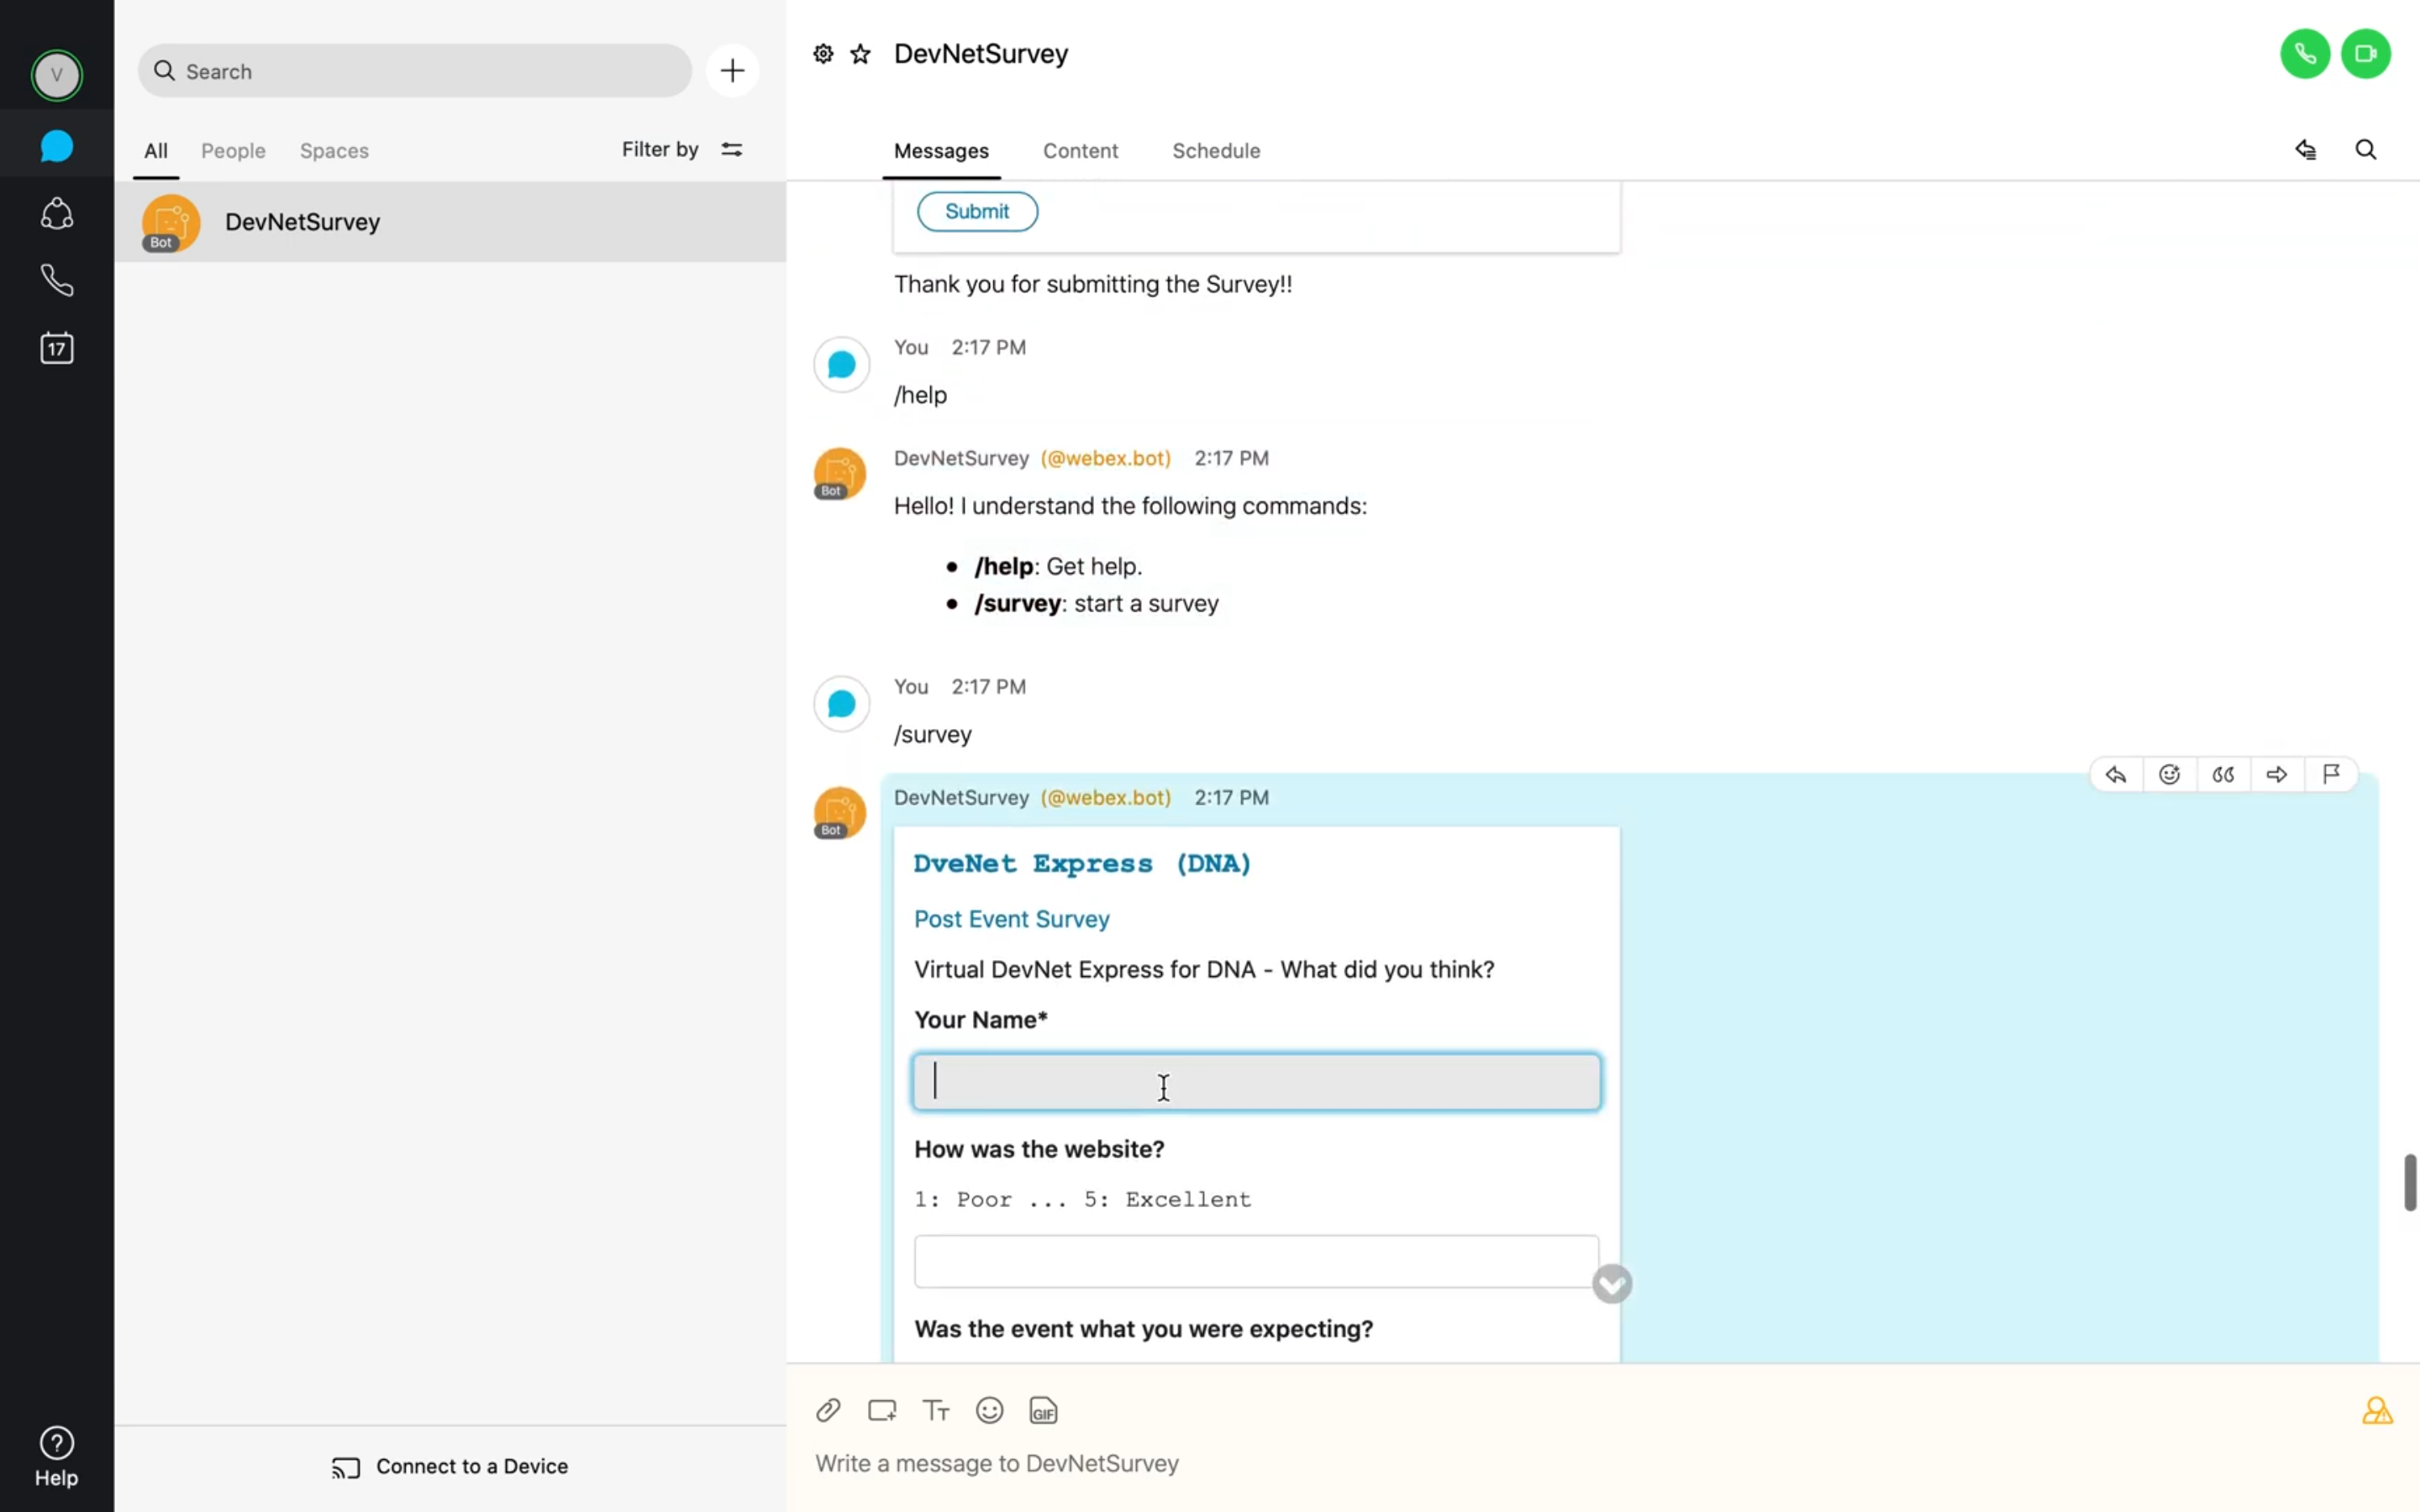 V
Search
DevNetSurvey
All People Spaces Filter by
Messages Content Schedule
Bot
DevNetSurvey
17
Submit
Thank you for submitting the Survey!!
You 2:17 PM
/help
DevNetSurvey (@webex.bot) 2:17 PM
Bot
Hello! I understand the following commands:
• /help: Get help.
• /survey: start a survey
You 2:17 PM
/survey
DevNetSurvey (@webex.bot) 2:17 PM
Bot
DveNet Express (DNA)
Post Event Survey
Virtual DevNet Express for DNA - What did you think?
Your Name*
How was the website?
1: Poor ... 5: Excellent
Was the event what you were expecting?
GIF
Write a message to DevNetSurvey
Connect to a Device
Help